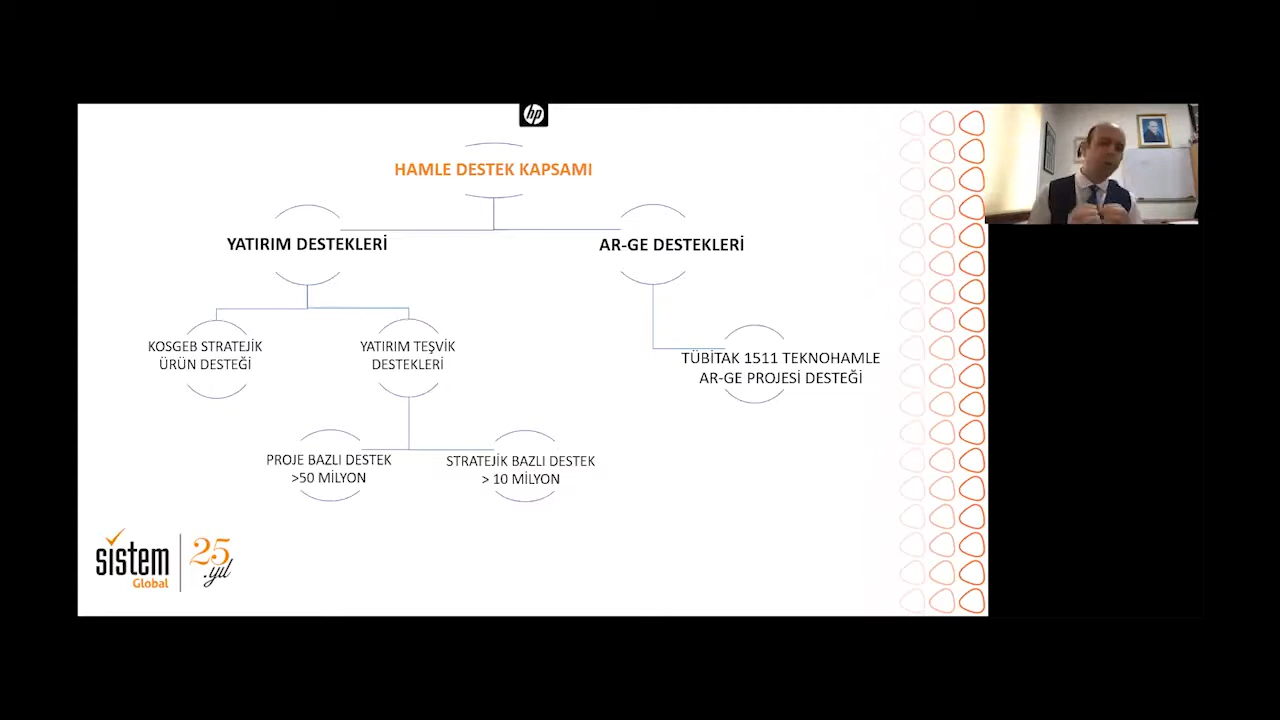 hp
HAMLE DESTEK KAPSAMI
YATIRIM DESTEKLERİ
AR-GE DESTEKLERİ
KOSGEB STRATEJİK
ÜRÜN DESTEĞİ
YATIRIM TEŞVİK
DESTEKLERİ
TÜBİTAK 1511 TEKNOHAMLE
AR-GE PROJESİ DESTEĞİ
PROJE BAZLI DESTEK
>50 MİLYON
STRATEJİK BAZLI DESTEK
> 10 MİLYON
sistem
Global
25
.yıl